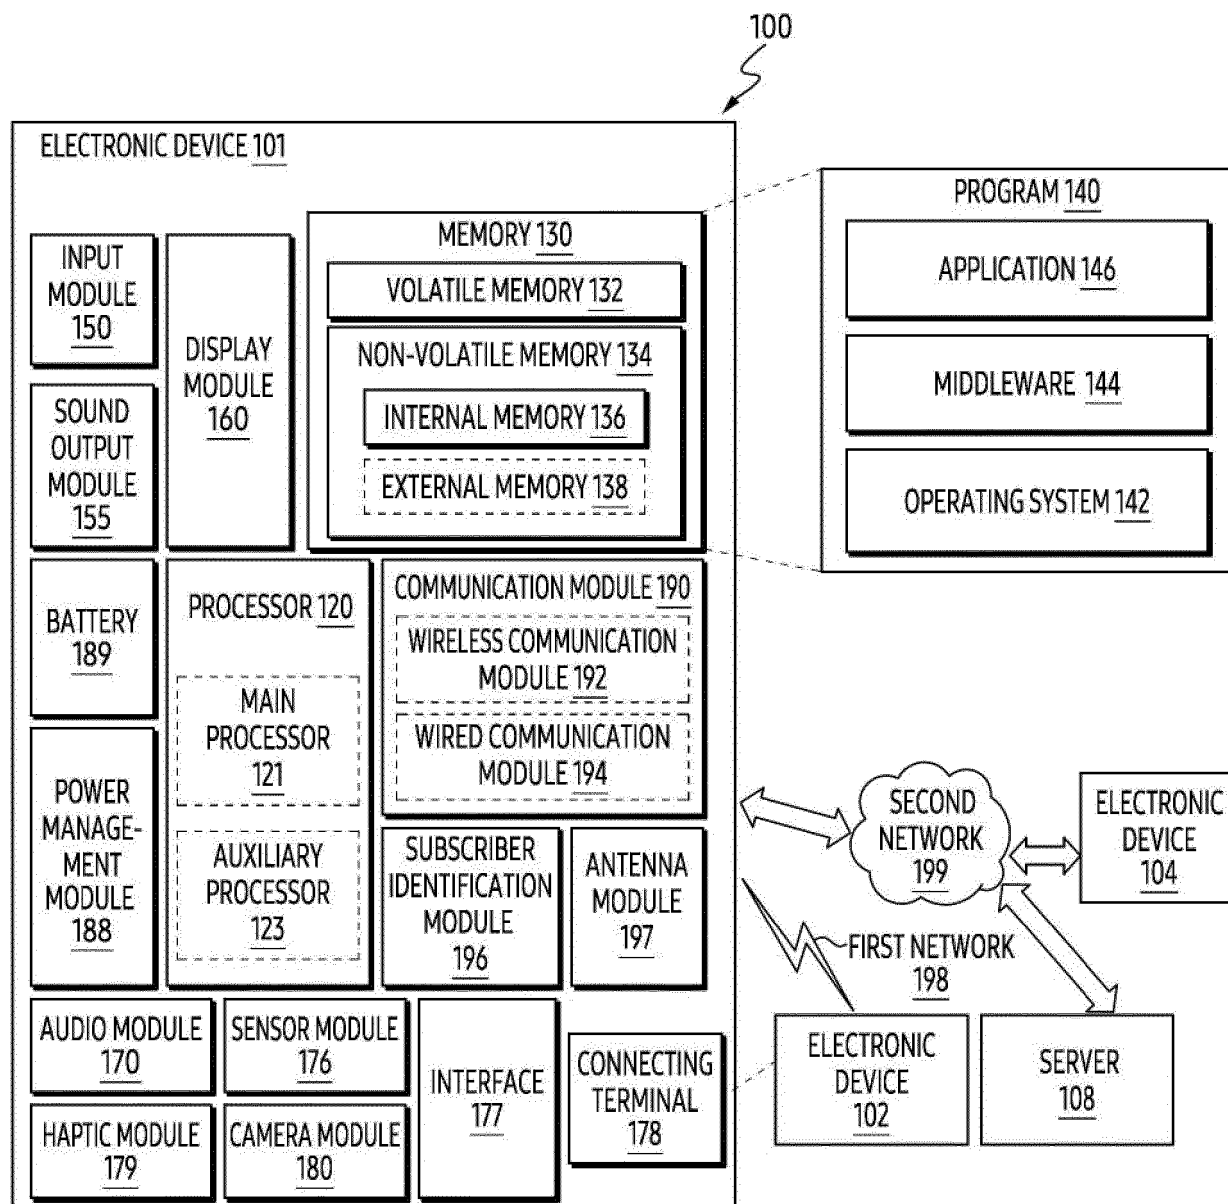 100
ELECTRONIC DEVICE 101
INPUT
MODULE
150
SOUND
OUTPUT
MODULE
155
DISPLAY
MODULE
160
MEMORY 130
VOLATILE MEMORY 132
NON-VOLATILE MEMORY 134
INTERNAL MEMORY 136
EXTERNAL MEMORY 138
PROGRAM 140
APPLICATION 146
MIDDLEWARE 144
OPERATING SYSTEM 142
BATTERY
189
POWER
MANAGE-
MENT MODULE
188
PROCESSOR 120
MAIN
PROCESSOR
121
AUXILIARY
PROCESSOR
123
COMMUNICATION MODULE 190
WIRELESS COMMUNICATION
MODULE 192
WIRED COMMUNICATION
MODULE 194
SUBSCRIBER
IDENTIFICATION
MODULE
196
ANTENNA
MODULE
197
SECOND
NETWORK
199
ELECTRONIC
DEVICE
104
FIRST NETWORK
198
AUDIO MODULE
170
SENSOR MODULE
176
HAPTIC MODULE
179
CAMERA MODULE
180
INTERFACE
177
CONNECTING
TERMINAL
178
ELECTRONIC
DEVICE
102
SERVER
108